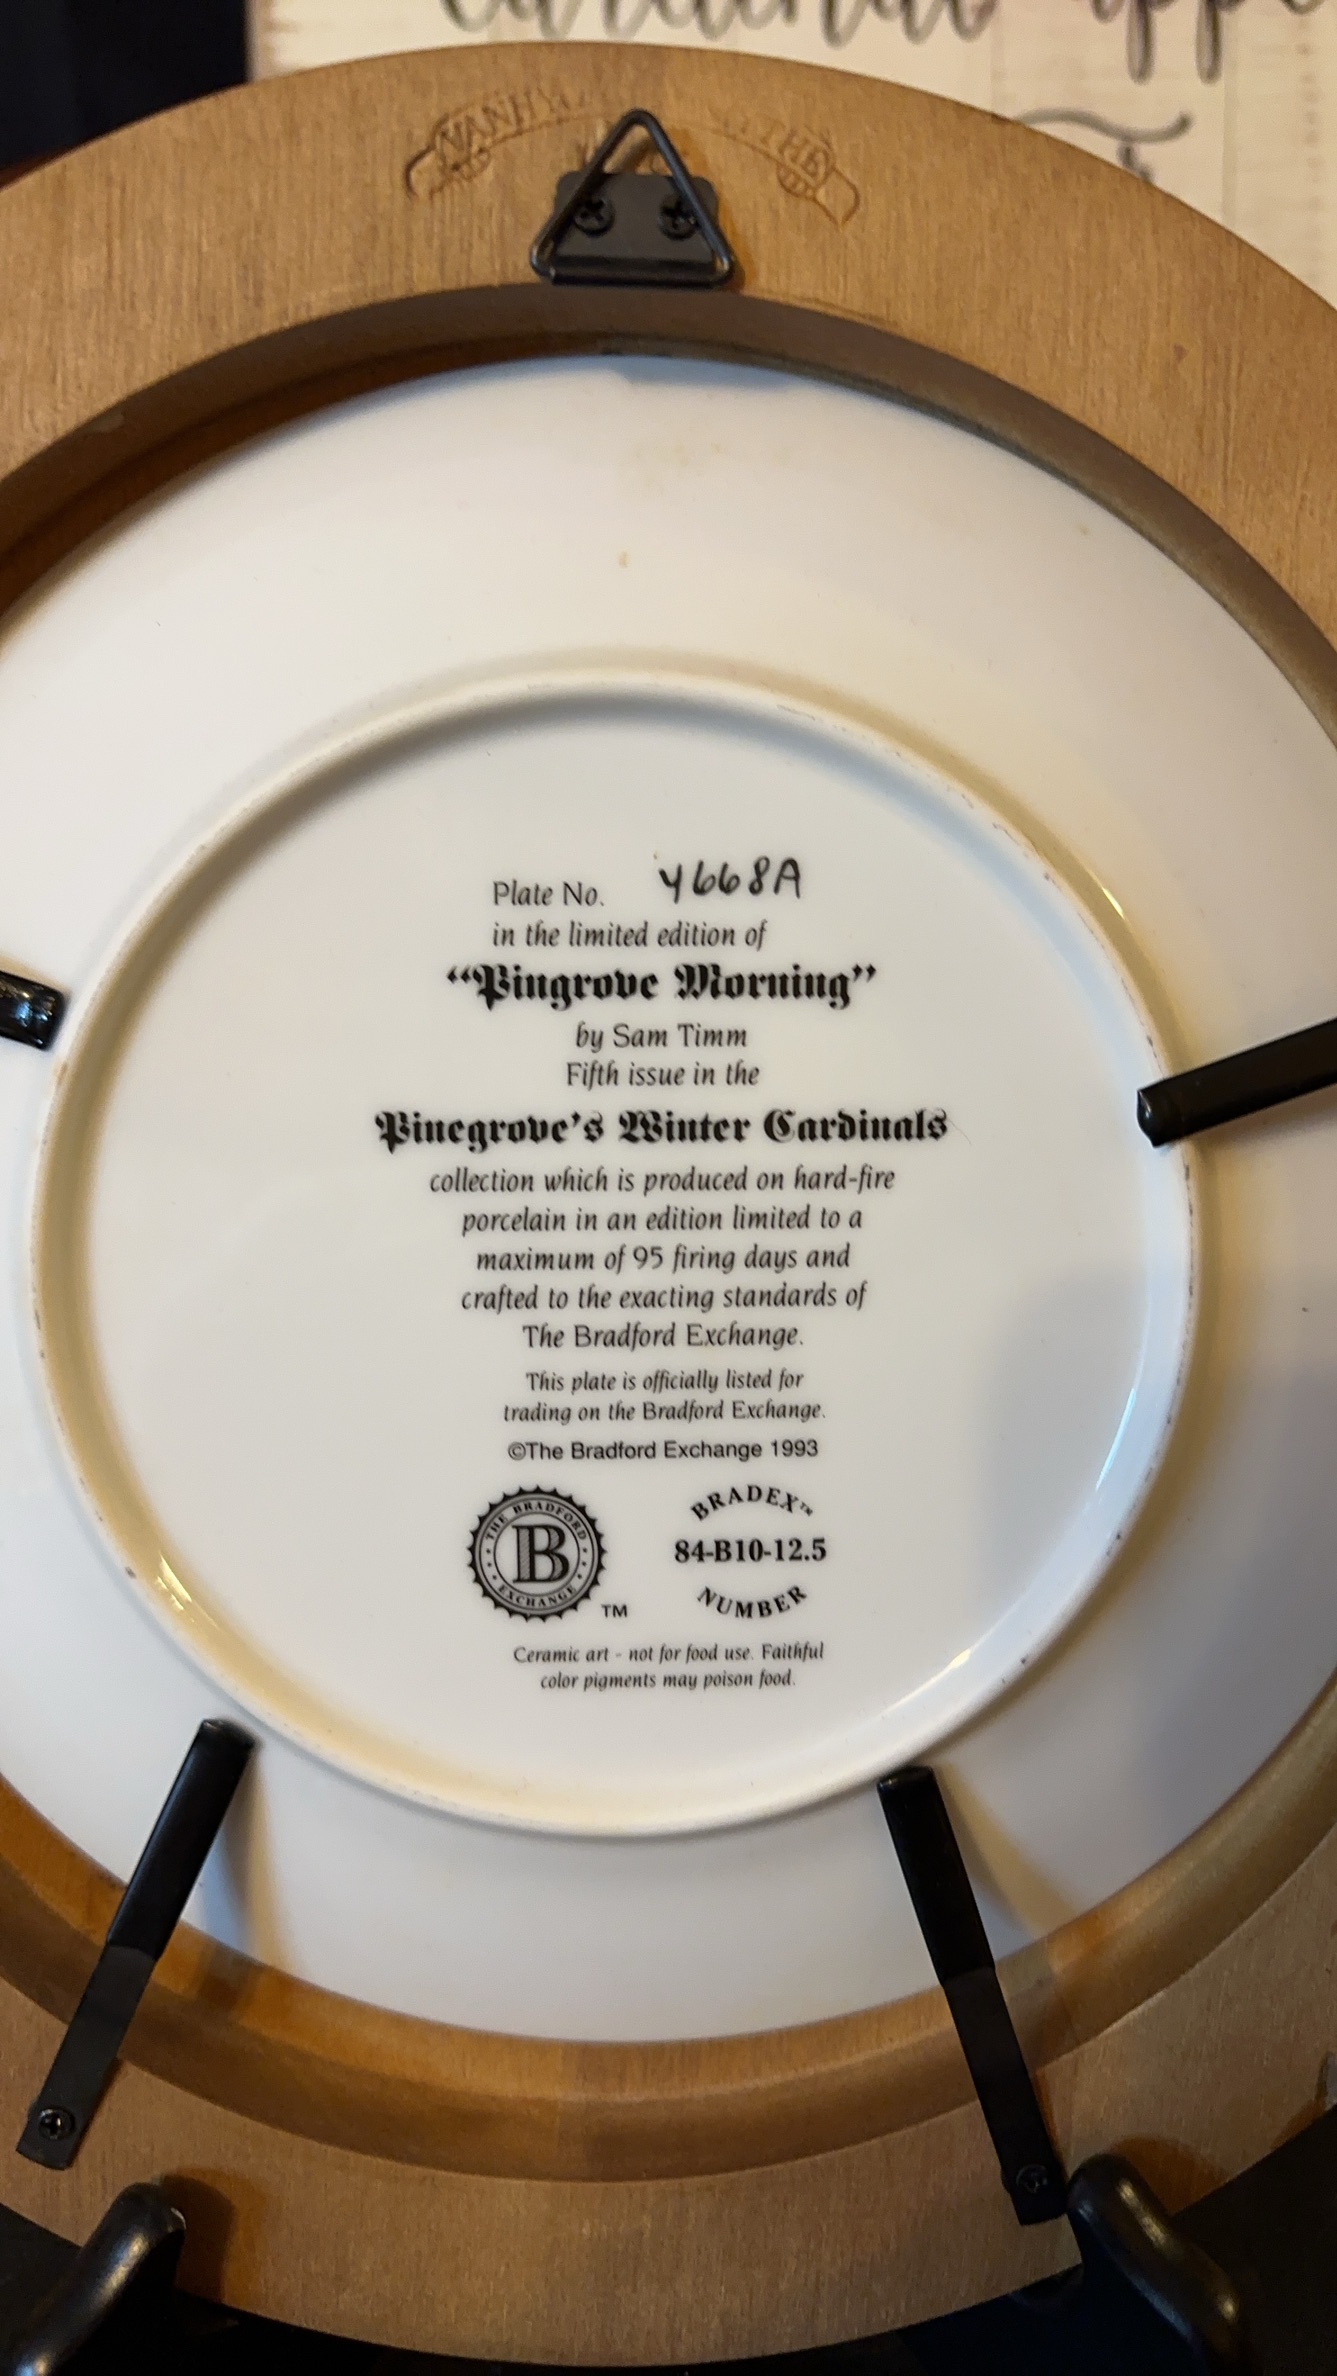 cardinal appe
Plate No. 4668A
in the limited edition of
“Pingrove Morning”
by Sam Timm
Fifth issue in the
Pinegrove’s Winter Cardinals
collection which is produced on hard-fire
porcelain in an edition limited to a
maximum of 95 firing days and
crafted to the exacting standards of
The Bradford Exchange.
This plate is officially listed for
trading on the Bradford Exchange.
©The Bradford Exchange 1993
THE BRADFORD
B
EXCHANGE
TM
BRADEX™
84-B10-12.5
NUMBER
Ceramic art - not for food use. Faithful
color pigments may poison food.